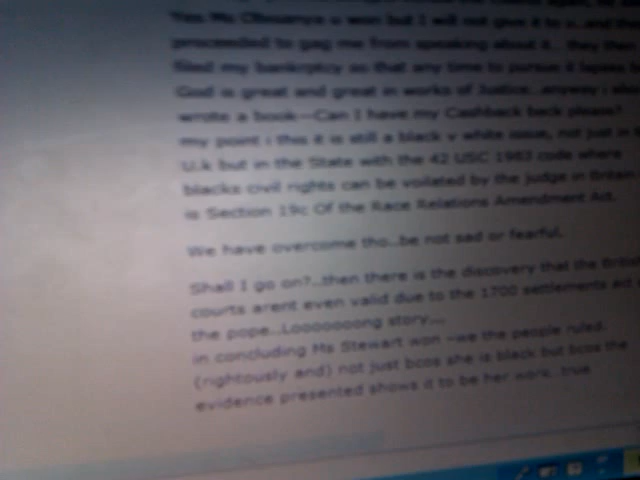 Yes Ms Obuanya u won but I will not give it to u..and the
proceeded to gag me from speaking about it.. they then
filed my bankrptcy so that any time to pursue it lapses
God is great and great in works of Justice...anyway i
wrote a book--Can I have my Cashback back please?
my point i this it is still a black v white issue, not just in
U.k but in the State with the 42 USC 1983 code where
blacks civil rights can be voilated by the judge in Britain
is Section 19c Of the Race Relations Amendment Act.
We have overcome tho..be not sad or fearful.
Shall I go on?..then there is the discovery that the
courts arent even valid due to the 1700 settlements act
the pope..Looooooong story....
in concluding Ms Stewart won -we the people ruled.
(rightously and) not just bcos she is black but bcos the
evidence presented shows it to be her work..true